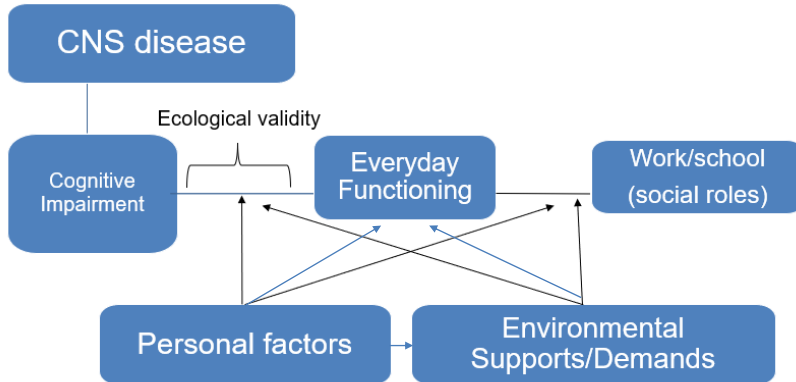 CNS disease
Ecological validity
Cognitive
Impairment
Everyday
Functioning
Work/school
(social roles)
Personal factors
Environmental
Supports/Demands